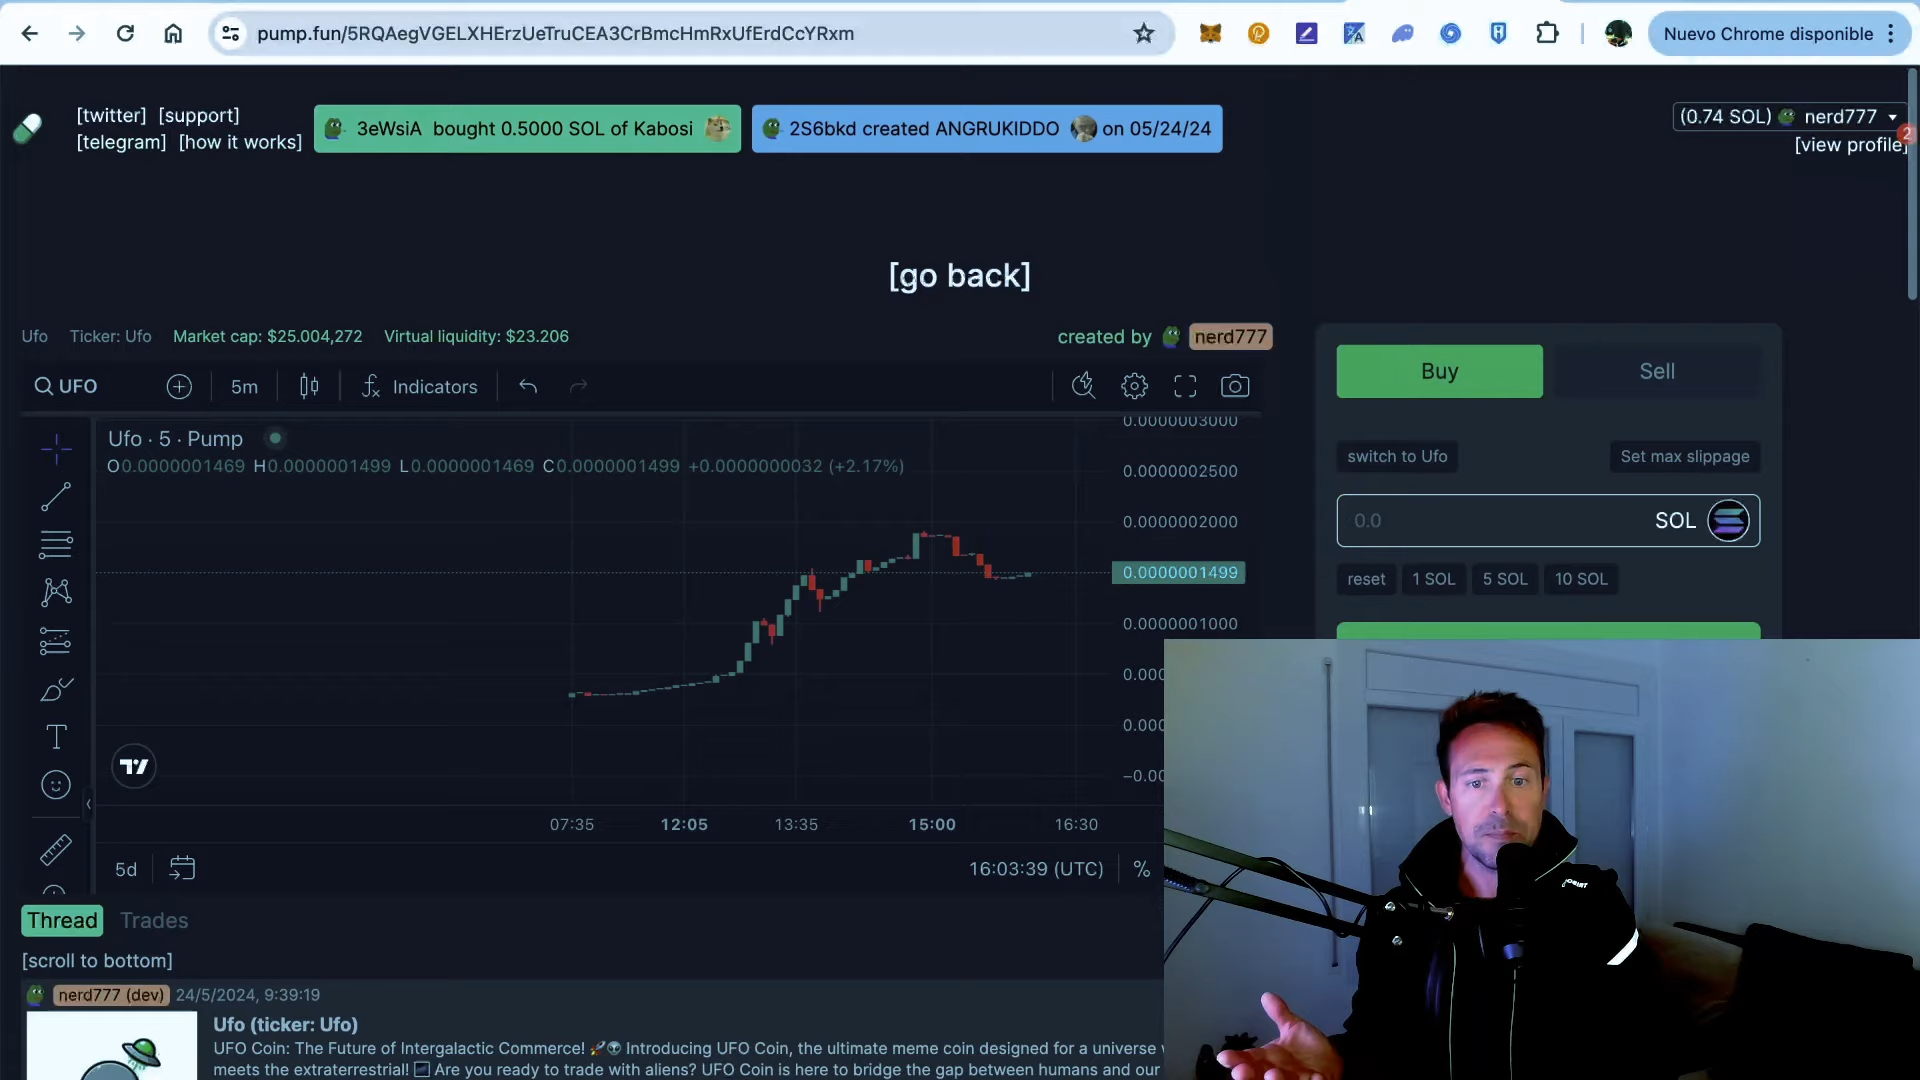 pump.fun/5RQAegVGELXHErzUeTruCEA3CrBmcHmRxUfErdCcYRxm
Nuevo Chrome disponible
[twitter] [support]
[telegram] [how it works]
3eWsiA bought 0.5000 SOL of Kabosi
2S6bkd created ANGRUKIDDO on 05/24/24
(0.74 SOL) nerd777
2
[view profile]
[go back]
Ufo Ticker: Ufo Market cap: $25.004,272 Virtual liquidity: $23.206
created by nerd777
UFO 5m Indicators
Ufo · 5 · Pump
O0.0000001469 H0.0000001499 L0.0000001469 C0.0000001499 +0.0000000032 (+2.17%)
0.0000003000
0.0000002500
0.0000002000
0.0000001499
0.0000001000
0.00
0.00
−0.00
07:35 12:05 13:35 15:00 16:30
5d 16:03:39 (UTC) %
Buy Sell
switch to Ufo Set max slippage
0.0 SOL
reset 1 SOL 5 SOL 10 SOL
Thread Trades
[scroll to bottom]
nerd777 (dev) 24/5/2024, 9:39:19
Ufo (ticker: Ufo)
UFO Coin: The Future of Intergalactic Commerce! 🚀👽 Introducing UFO Coin, the ultimate meme coin designed for a universe
meets the extraterrestrial! 🌌 Are you ready to trade with aliens? UFO Coin is here to bridge the gap between humans and our